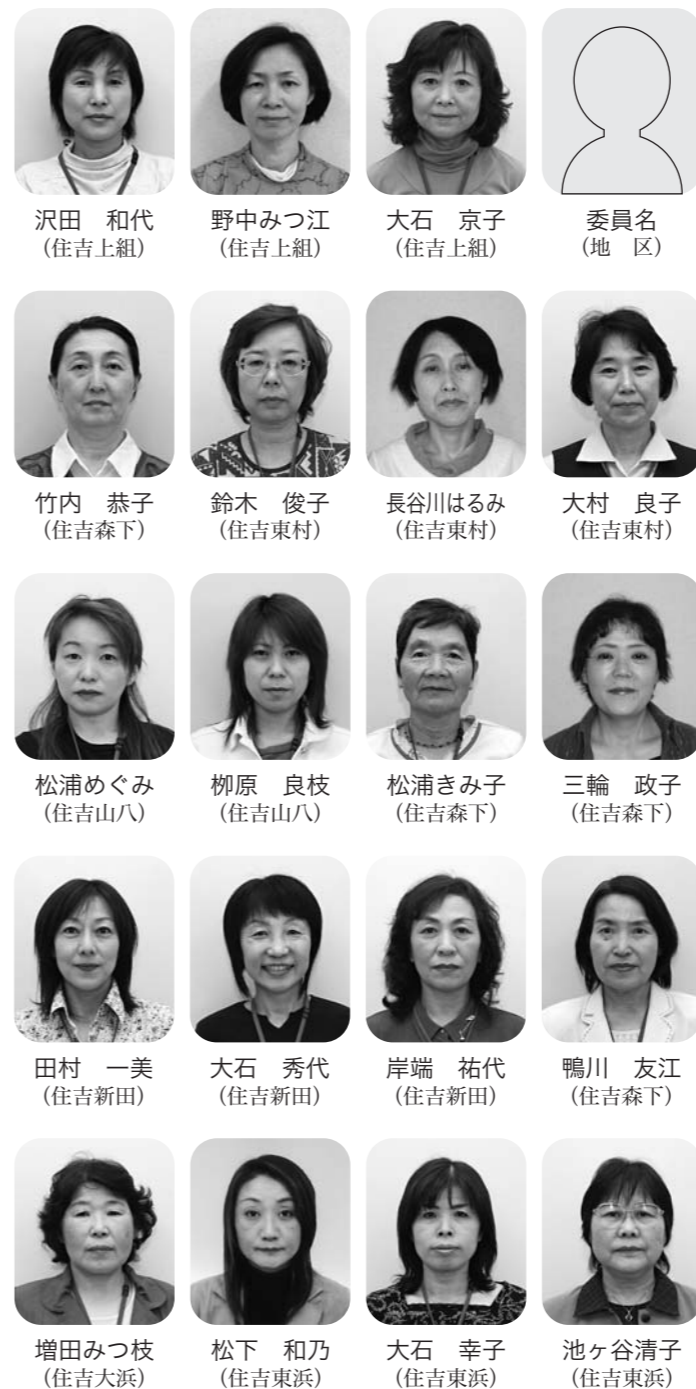 沢田　和代
（住吉上組）
野中みつ江
（住吉上組）
大石　京子
（住吉上組）
委員名
（地　区）
竹内　恭子
（住吉森下）
鈴木　俊子
（住吉東村）
長谷川はるみ
（住吉東村）
大村　良子
（住吉東村）
松浦めぐみ
（住吉山八）
栁原　良枝
（住吉山八）
松浦きみ子
（住吉森下）
三輪　政子
（住吉森下）
田村　一美
（住吉新田）
大石　秀代
（住吉新田）
岸端　祐代
（住吉新田）
鴨川　友江
（住吉森下）
増田みつ枝
（住吉大浜）
松下　和乃
（住吉東浜）
大石　幸子
（住吉東浜）
池ヶ谷清子
（住吉東浜）